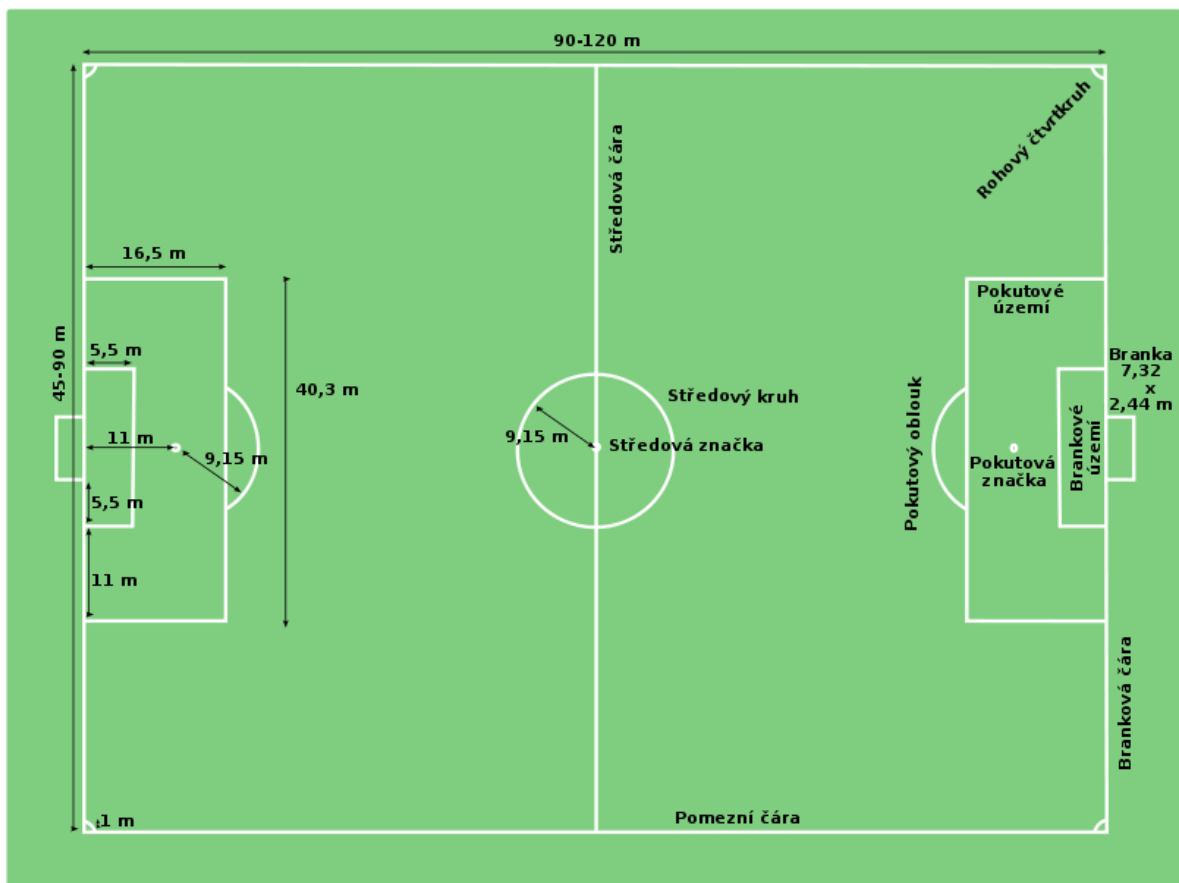 90-120 m
Středová čára
Rohový čtvrtkruh
16,5 m
Pokutové
území
45-90 m
5,5 m
40,3 m
Branka
7,32
x
2,44 m
Středový kruh
Pokutový oblouk
Brankové
území
11 m
9,15 m
9,15 m
Středová značka
Pokutová
značka
5,5 m
11 m
Branková čára
1 m
Pomezní čára